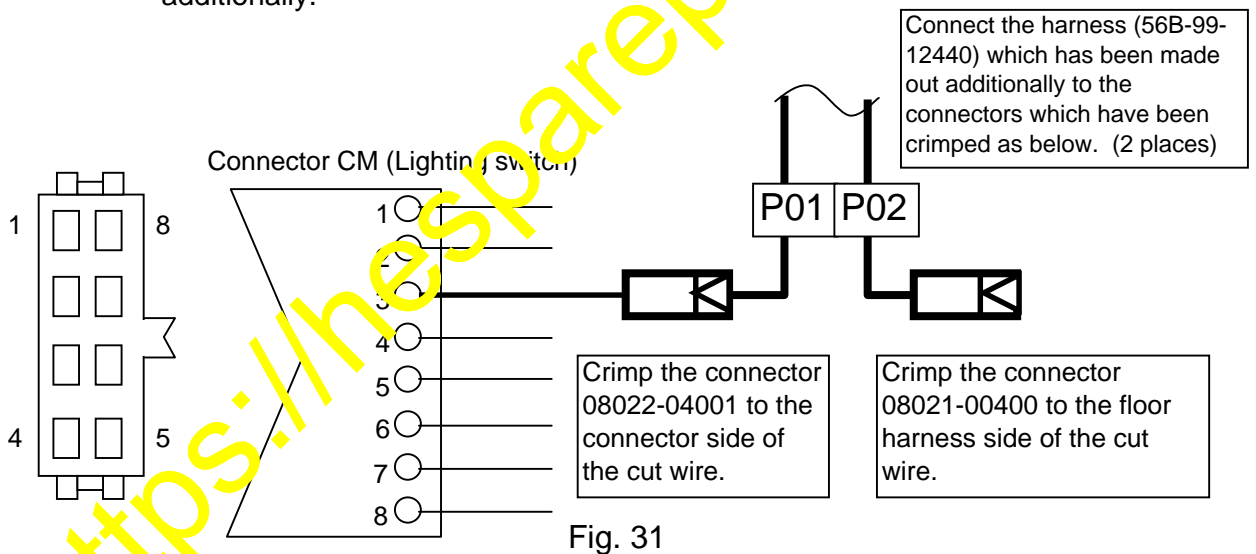 additionally.
Connect the harness (56B-99-
12440) which has been made
out additionally to the
connectors which have been
crimped as below. (2 places)
Connector CM (Lighting switch)
1
8
4
5
1
2
3
4
5
6
7
8
P01
P02
Crimp the connector
08022-04001 to the
connector side of
the cut wire.
Crimp the connector
08021-00400 to the floor
harness side of the cut
wire.
Fig. 31
https://hesparep